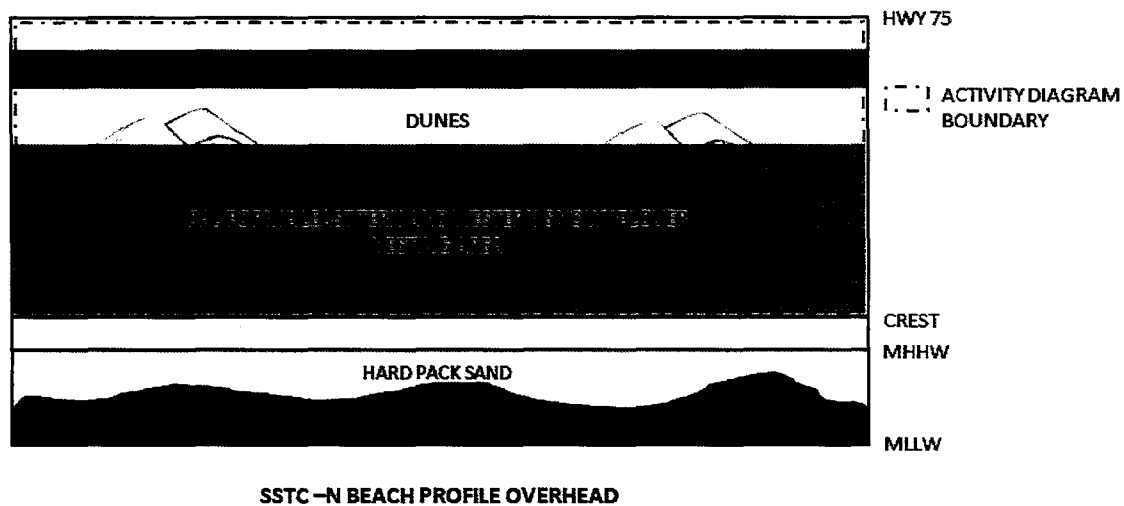 HWY 75
ACTIVITY DIAGRAM
BOUNDARY
DUNES
CREST
MHHW
HARD PACK SAND
MLLW
SSTC –N BEACH PROFILE OVERHEAD